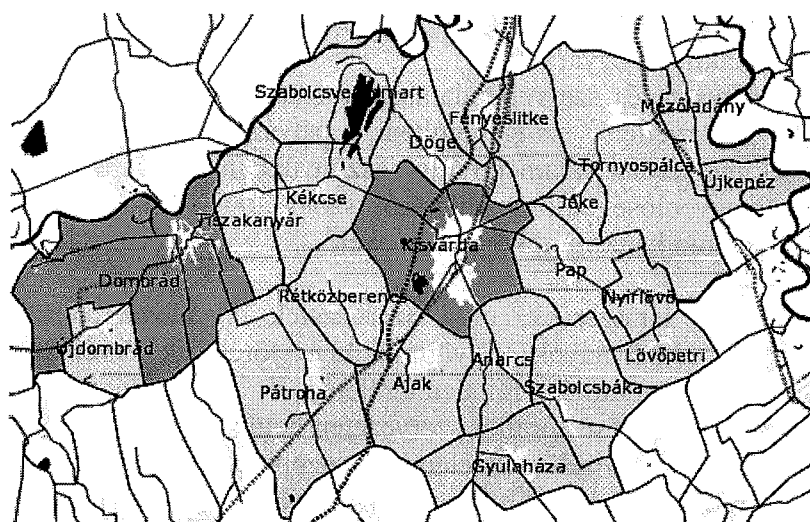 Szabolcsveresmart
Mezőladány
Fényeslitke
Döge
Tornyospálca
Újkenéz
Kékcse
Jéke
Tiszakanyár
Kisvárda
Dombrád
Pap
Rétközberencs
Nyírlövő
Újdombrád
Anarcs
Lövőpetri
Pátroha
Ajak
Szabolcsbáka
Gyulaháza